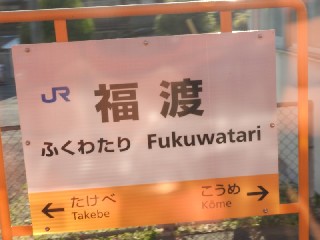 JR 福渡
ふくわたり Fukuwatari
← たけべ こうめ →
Takebe Kōme